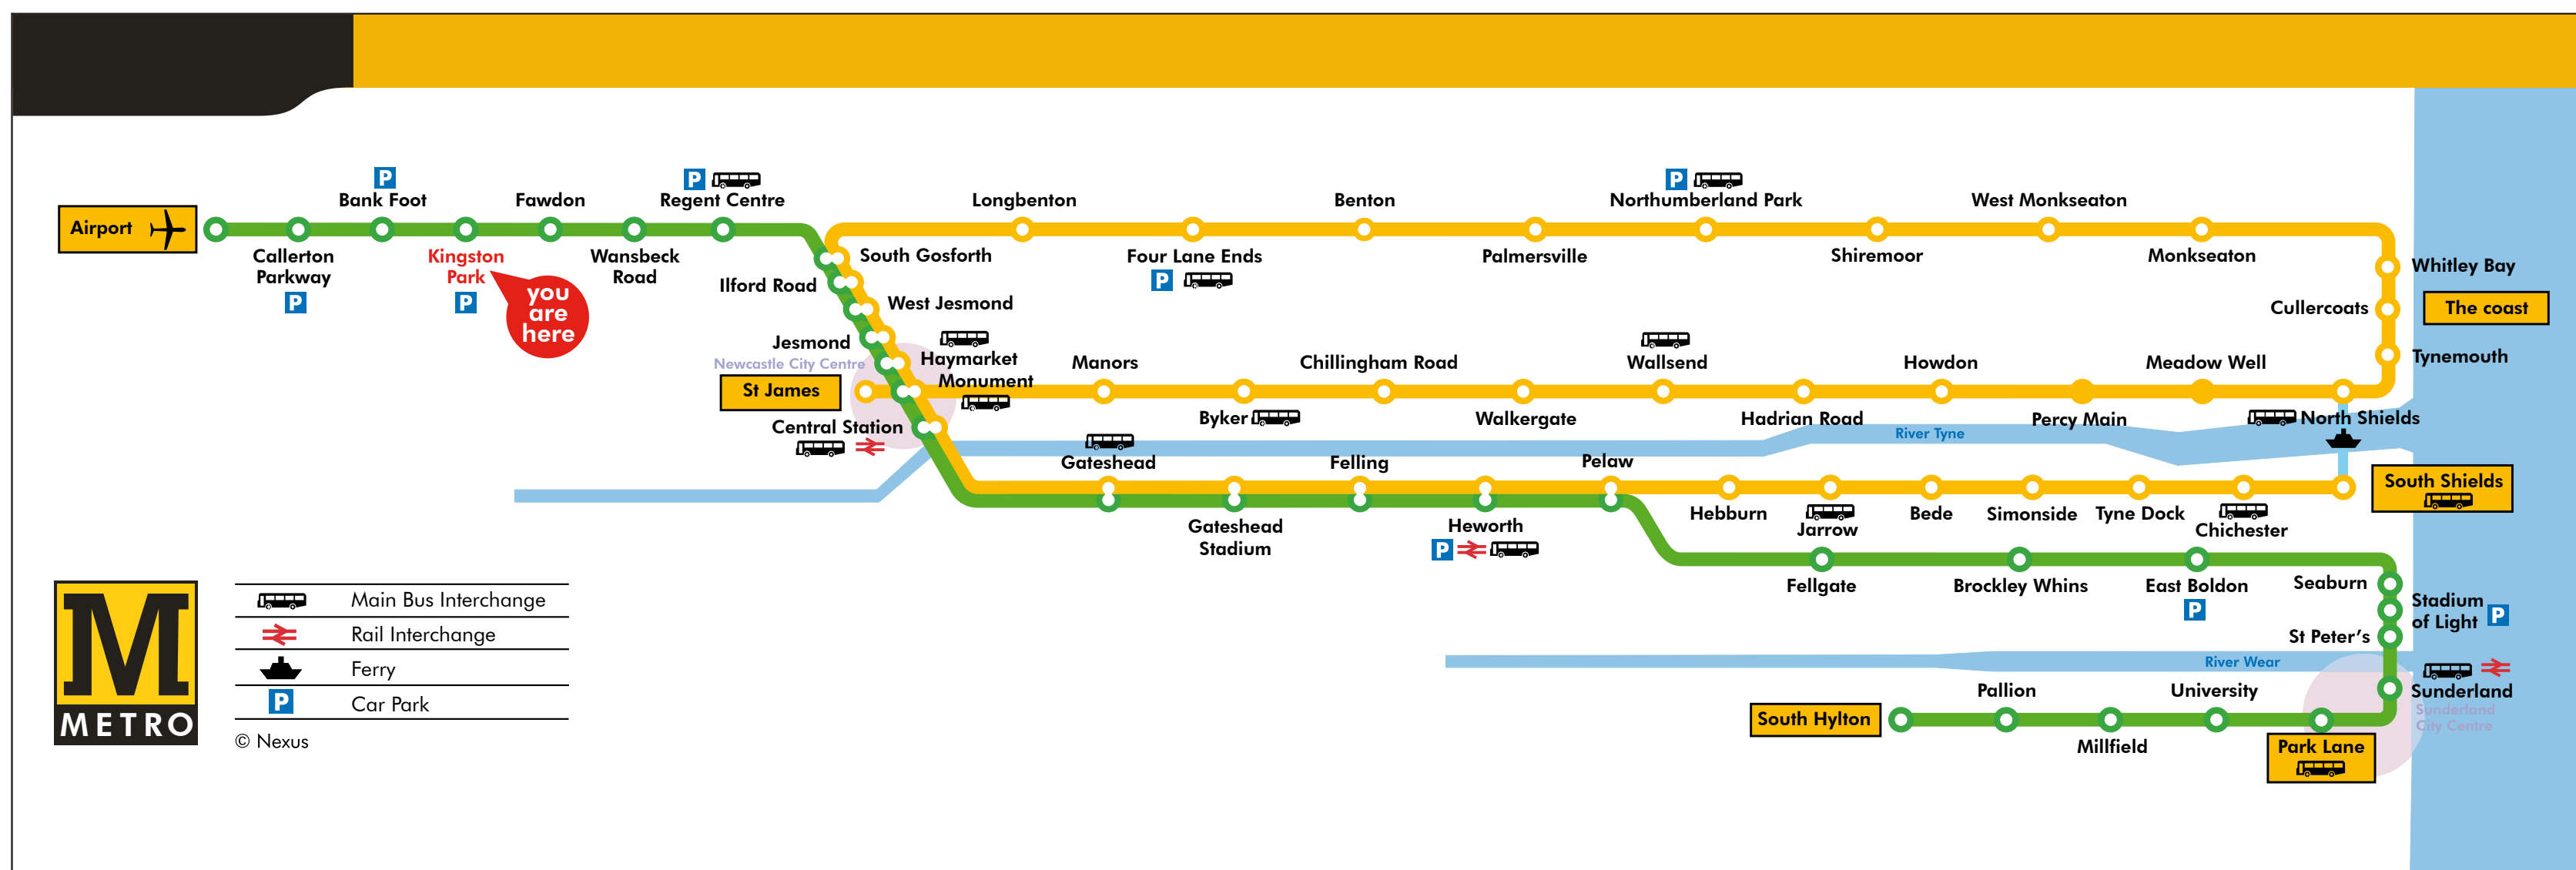 P
P
P
Bank Foot
Fawdon
Regent Centre
Longbenton
Benton
Northumberland Park
West Monkseaton
Airport
Callerton
Parkway
P
Kingston
Park
P
Wansbeck
Road
South Gosforth
Four Lane Ends
P
Palmersville
Shiremoor
Monkseaton
Whitley Bay
you
are
here
Ilford Road
West Jesmond
Cullercoats
The coast
Jesmond
Newcastle City Centre
Haymarket
Monument
Manors
Chillingham Road
Wallsend
Howdon
Meadow Well
Tynemouth
St James
Central Station
Byker
Walkergate
Hadrian Road
Percy Main
North Shields
River Tyne
Gateshead
Felling
Pelaw
South Shields
Gateshead
Stadium
Heworth
P
Hebburn
Jarrow
Bede
Simonside
Tyne Dock
Chichester
Fellgate
Brockley Whins
East Boldon
P
Seaburn
Stadium
of Light P
St Peter's
River Wear
Sunderland
Sunderland
City Centre
South Hylton
Pallion
Millfield
University
Park Lane
M
METRO
Main Bus Interchange
Rail Interchange
Ferry
P Car Park
© Nexus